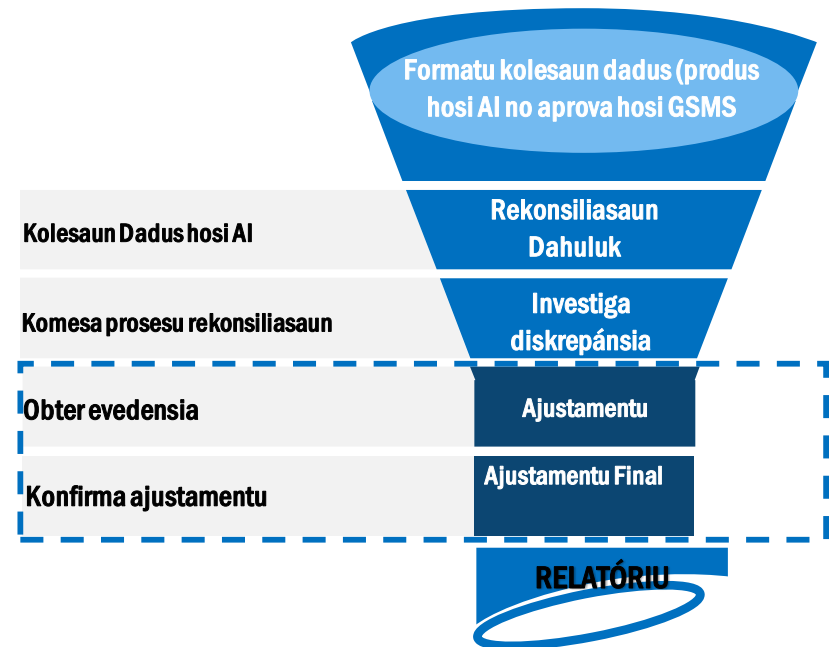 Formatu kolesaun dadus (produs
hosi AI no aprova hosi GSMS
Kolesaun Dadus hosi AI
Rekonsiliasaun
Dahuluk
Komesa prosesu rekonsiliasaun
Investiga
diskrepánsia
Obter evedensia
Ajustamentu
Konfirma ajustamentu
Ajustamentu Final
RELATÓRIU